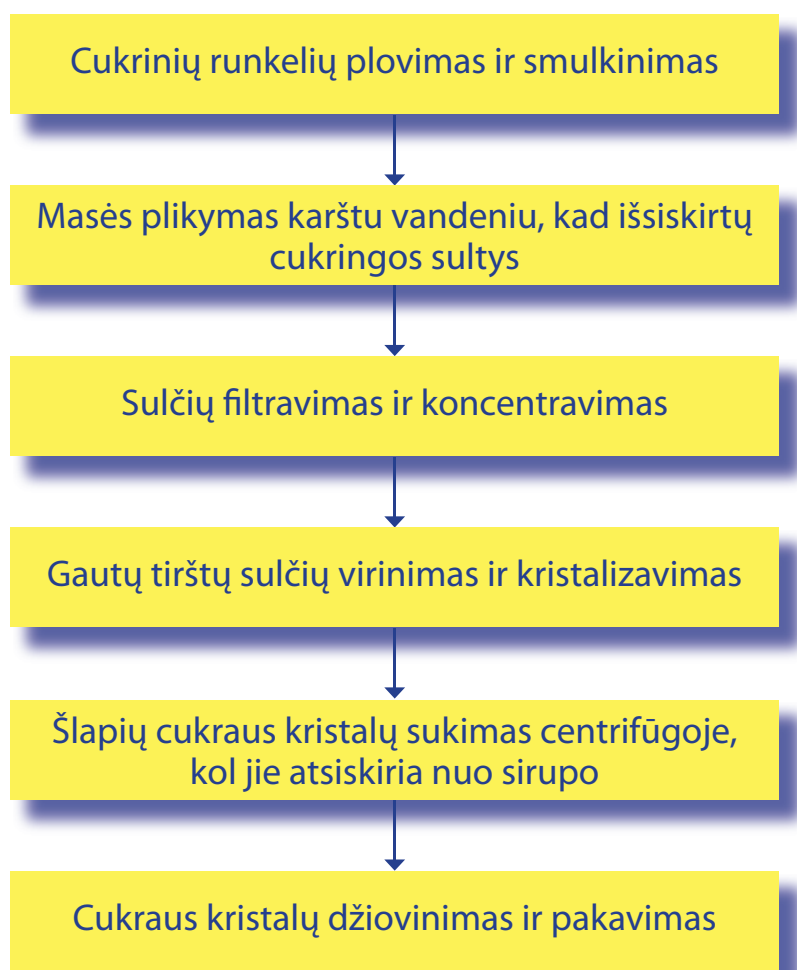 Cukrinių runkelių plovimas ir smulkinimas
Masės plikymas karštu vandeniu, kad išsiskirtų
cukringos sultys
Sulčių filtravimas ir koncentravimas
Gautų tirštų sulčių virinimas ir kristalizavimas
Šlapių cukraus kristalų sukimas centrifūgoje,
kol jie atsiskiria nuo sirupo
Cukraus kristalų džiovinimas ir pakavimas